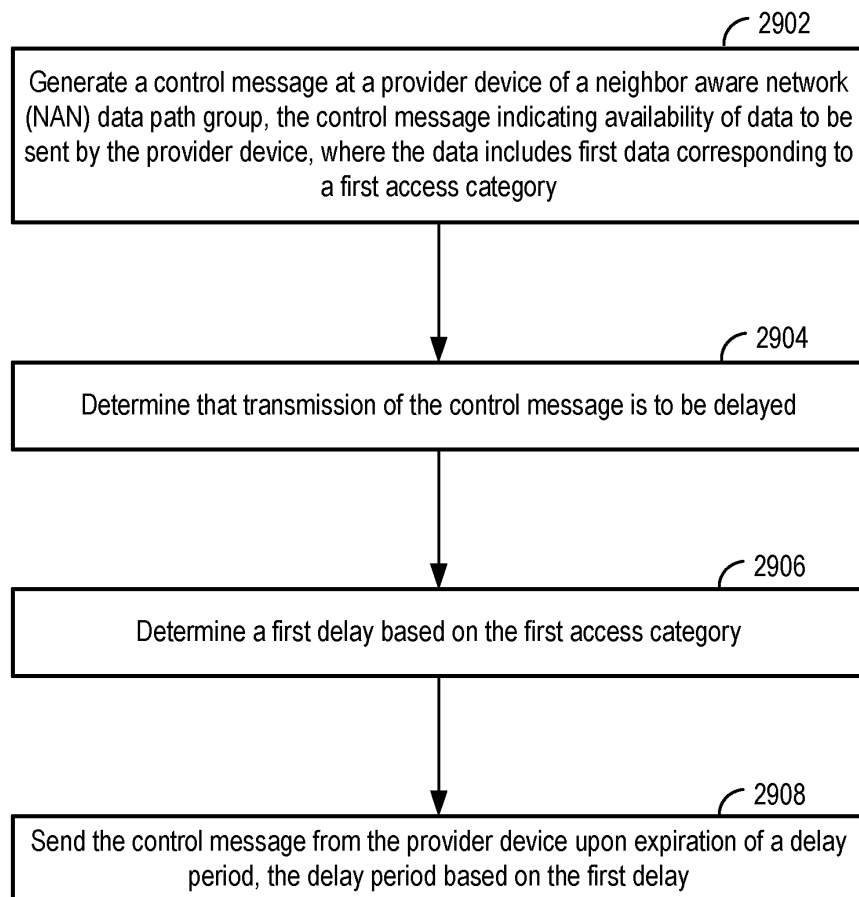 2902
Generate a control message at a provider device of a neighbor aware network
(NAN) data path group, the control message indicating availability of data to be
sent by the provider device, where the data includes first data corresponding to
a first access category
2904
Determine that transmission of the control message is to be delayed
2906
Determine a first delay based on the first access category
2908
Send the control message from the provider device upon expiration of a delay
period, the delay period based on the first delay